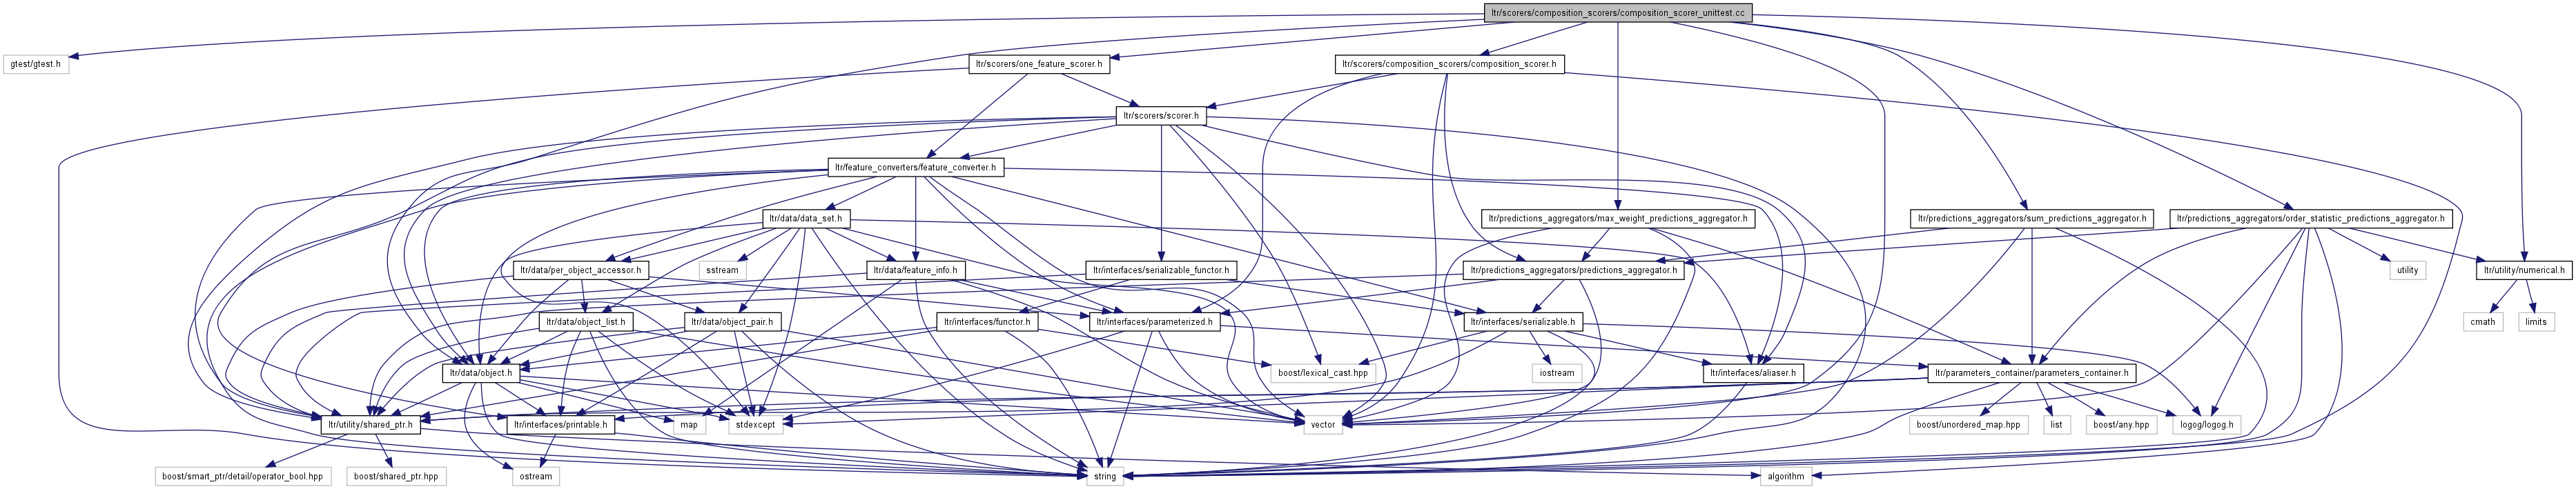 ltr/scorers/composition_scorers/composition_scorer_unittest.cc
gtest/gtest.h
ltr/scorers/one_feature_scorer.h
ltr/scorers/composition_scorers/composition_scorer.h
ltr/scorers/scorer.h
ltr/feature_converters/feature_converter.h
ltr/data/data_set.h
ltr/predictions_aggregators/max_weight_predictions_aggregator.h
ltr/predictions_aggregators/sum_predictions_aggregator.h
ltr/predictions_aggregators/order_statistic_predictions_aggregator.h
ltr/data/per_object_accessor.h
sstream
ltr/data/feature_info.h
ltr/interfaces/serializable_functor.h
ltr/predictions_aggregators/predictions_aggregator.h
utility
ltr/utility/numerical.h
ltr/data/object_list.h
ltr/data/object_pair.h
ltr/interfaces/functor.h
ltr/interfaces/parameterized.h
ltr/interfaces/serializable.h
cmath
limits
ltr/data/object.h
boost/lexical_cast.hpp
iostream
ltr/interfaces/aliaser.h
ltr/parameters_container/parameters_container.h
ltr/utility/shared_ptr.h
ltr/interfaces/printable.h
map
stdexcept
vector
boost/unordered_map.hpp
list
boost/any.hpp
logog/logog.h
boost/smart_ptr/detail/operator_bool.hpp
boost/shared_ptr.hpp
ostream
string
algorithm